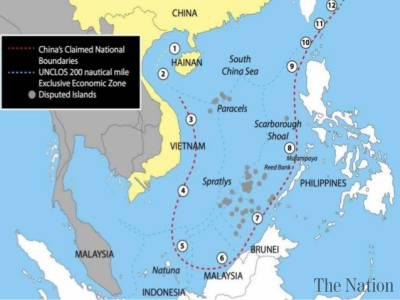 CHINA
China's Claimed National
Boundaries
UNCLOS 200 nautical mile
Exclusive Economic Zone
Disputed Islands
12
11
10
1
2
HAINAN
South
China Sea
9
Paracels
3
Scarborough
Shoal
VIETNAM
8
Malampaya
Reed Bank
4
Spratlys
PHILIPPINES
7
5
6
BRUNEI
MALAYSIA
Natuna
MALAYSIA
INDONESIA
The Nation